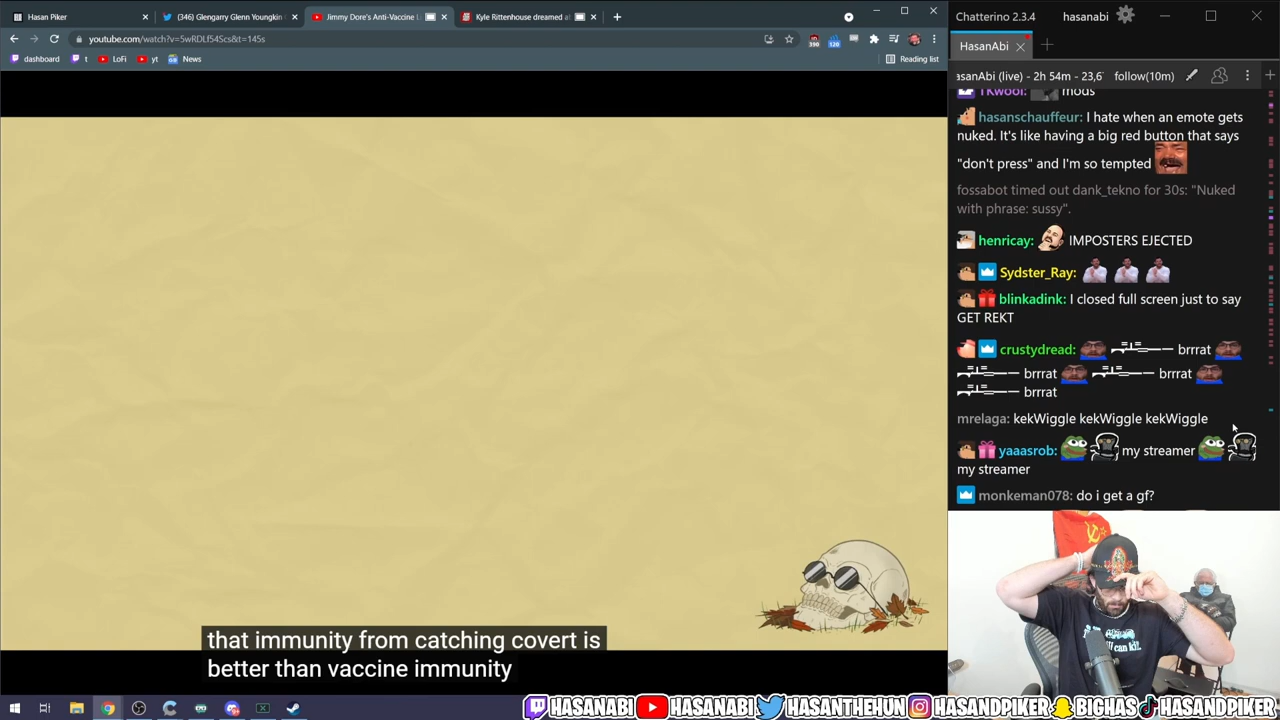 Hasan Piker
(346) Glengarry Glenn Youngkin
Jimmy Dore's Anti-Vaccine L
Kyle Rittenhouse dreamed a
youtube.com/watch?v=5wRDLf54Scs&t=145s
390
120
dashboard
t
LoFi
yt
News
Reading list
that immunity from catching covert is
better than vaccine immunity
Chatterino 2.3.4
hasanabi
HasanAbi
asanAbi (live) - 2h 54m - 23,6
follow(10m)
TKwool: mods
hasanschauffeur: I hate when an emote gets
nuked. It's like having a big red button that says
"don't press" and I'm so tempted
fossabot timed out dank_tekno for 30s: "Nuked
with phrase: sussy".
henricay: IMPOSTERS EJECTED
Sydster_Ray:
blinkadink: I closed full screen just to say
GET REKT
crustydread: brrrat
brrrat brrrat
brrrat
mrelaga: kekWiggle kekWiggle kekWiggle
yaaasrob: my streamer
my streamer
monkeman078: do i get a gf?
HASANABI HASANABI HASANTHEHUN HASANDPIKER BIGHAS HASANDPIKER